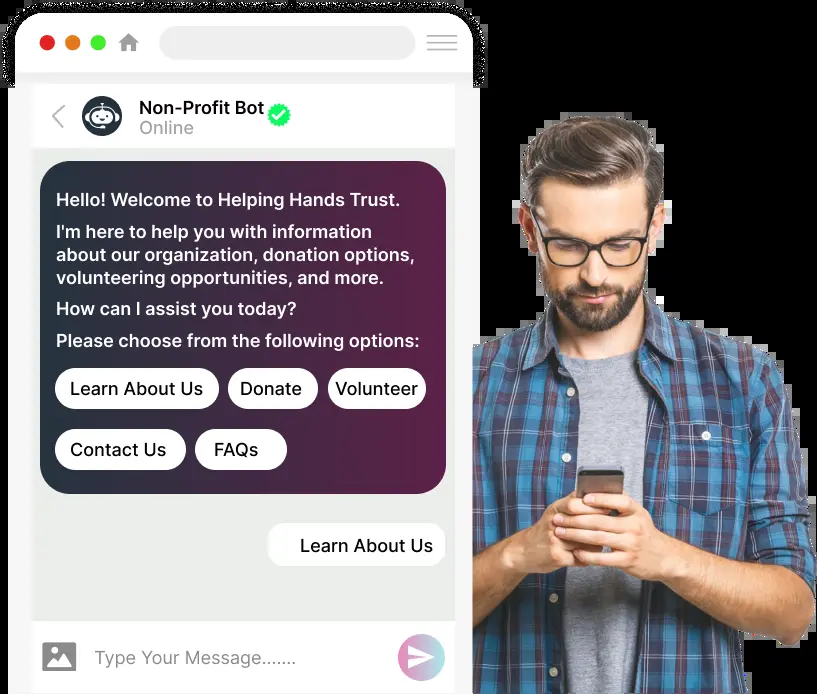 Non-Profit Bot
Online
Hello! Welcome to Helping Hands Trust.
I'm here to help you with information
about our organization, donation options,
volunteering opportunities, and more.
How can I assist you today?
Please choose from the following options:
Learn About Us Donate Volunteer
Contact Us FAQs
Learn About Us
Type Your Message.......